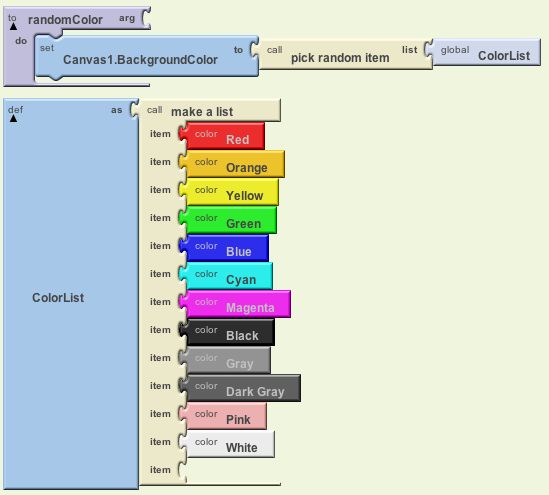 to randomColor arg
do set Canvas1.BackgroundColor to call pick random item list global ColorList
def ColorList as call make a list
item color Red
item color Orange
item color Yellow
item color Green
item color Blue
item color Cyan
item color Magenta
item color Black
item color Gray
item color Dark Gray
item color Pink
item color White
item